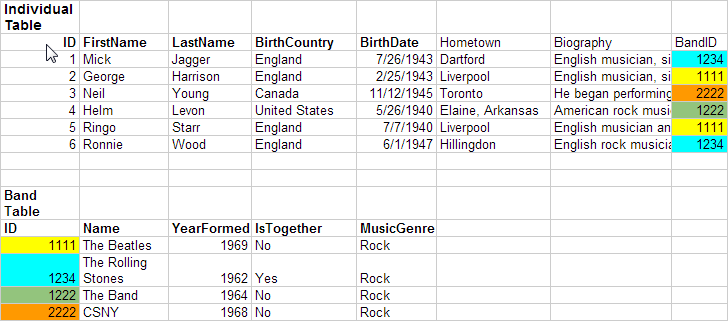 Individual
Table
ID FirstName LastName BirthCountry BirthDate Hometown Biography BandID
1 Mick Jagger England 7/26/1943 Dartford English musician, si 1234
2 George Harrison England 2/25/1943 Liverpool English musician, si 1111
3 Neil Young Canada 11/12/1945 Toronto He began performing 2222
4 Helm Levon United States 5/26/1940 Elaine, Arkansas American rock musi 1222
5 Ringo Starr England 7/7/1940 Liverpool English musician an 1111
6 Ronnie Wood England 6/1/1947 Hillingdon English rock musicia 1234
Band
Table
ID Name YearFormed IsTogether MusicGenre
1111 The Beatles 1969 No Rock
The Rolling
1234 Stones 1962 Yes Rock
1222 The Band 1964 No Rock
2222 CSNY 1968 No Rock